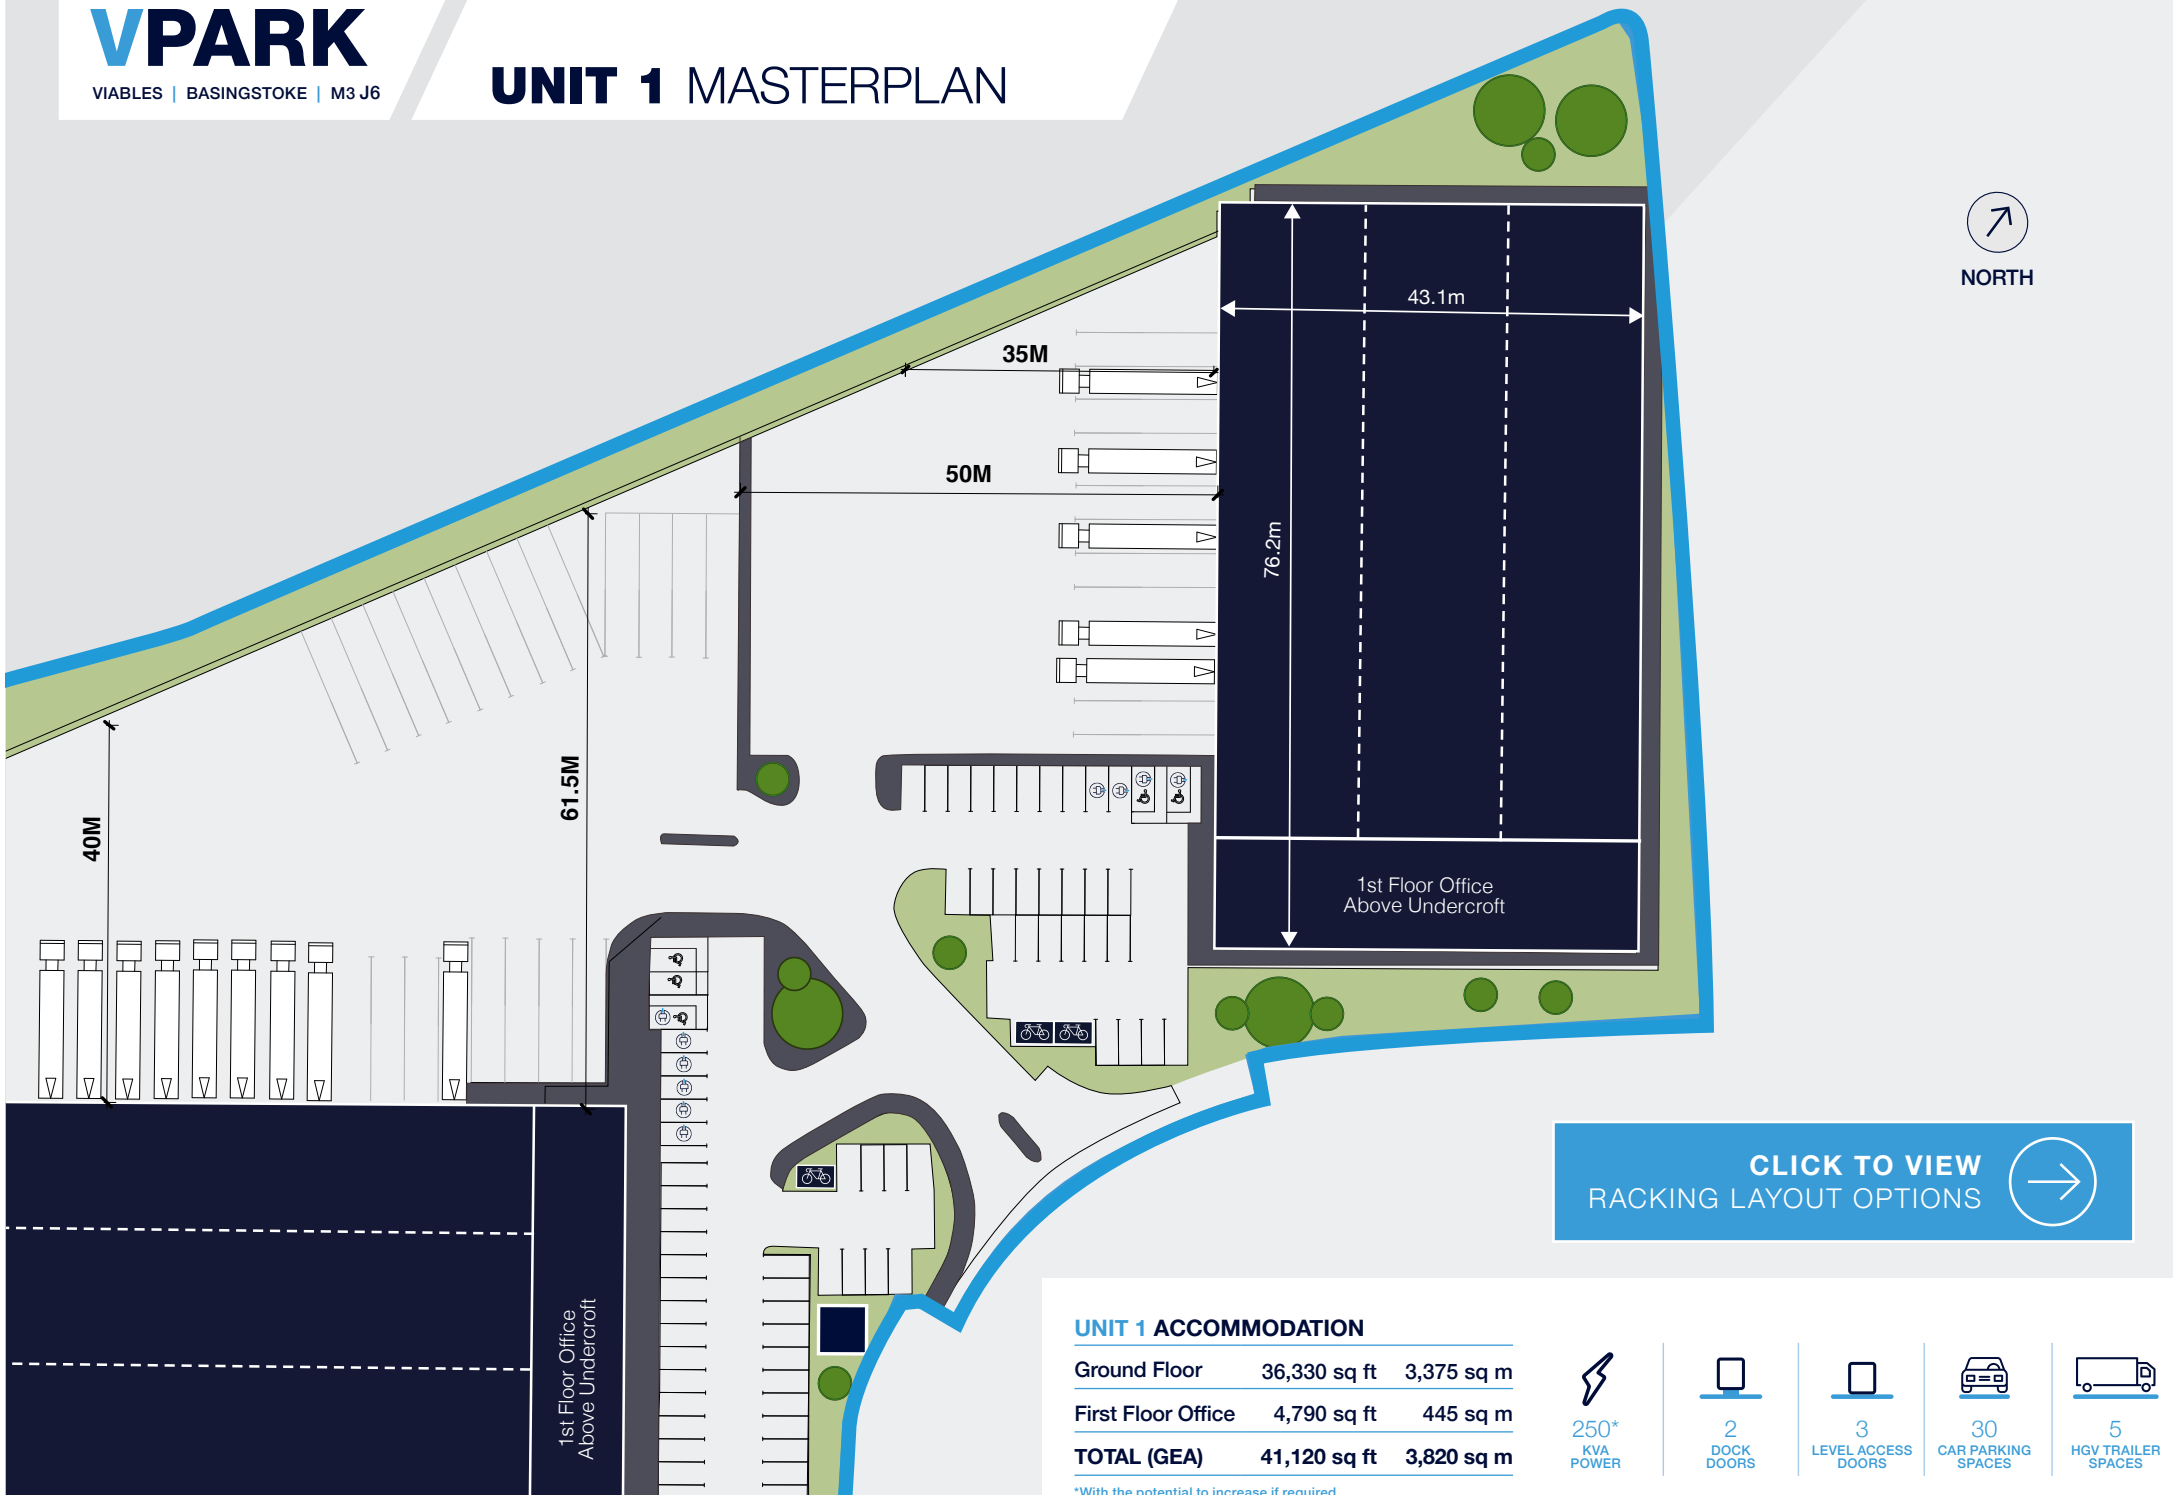 VPARK
VIABLES | BASINGSTOKE | M3 J6
UNIT 1 MASTERPLAN
NORTH
43.1m
35M
50M
76.2m
61.5M
40M
1st Floor Office
Above Undercroft
1st Floor Office
Above Undercroft
CLICK TO VIEW
RACKING LAYOUT OPTIONS
UNIT 1 ACCOMMODATION
Ground Floor 36,330 sq ft 3,375 sq m
First Floor Office 4,790 sq ft 445 sq m
TOTAL (GEA) 41,120 sq ft 3,820 sq m
*With the potential to increase if required
250*
KVA
POWER
2
DOCK
DOORS
3
LEVEL ACCESS
DOORS
30
CAR PARKING
SPACES
5
HGV TRAILER
SPACES